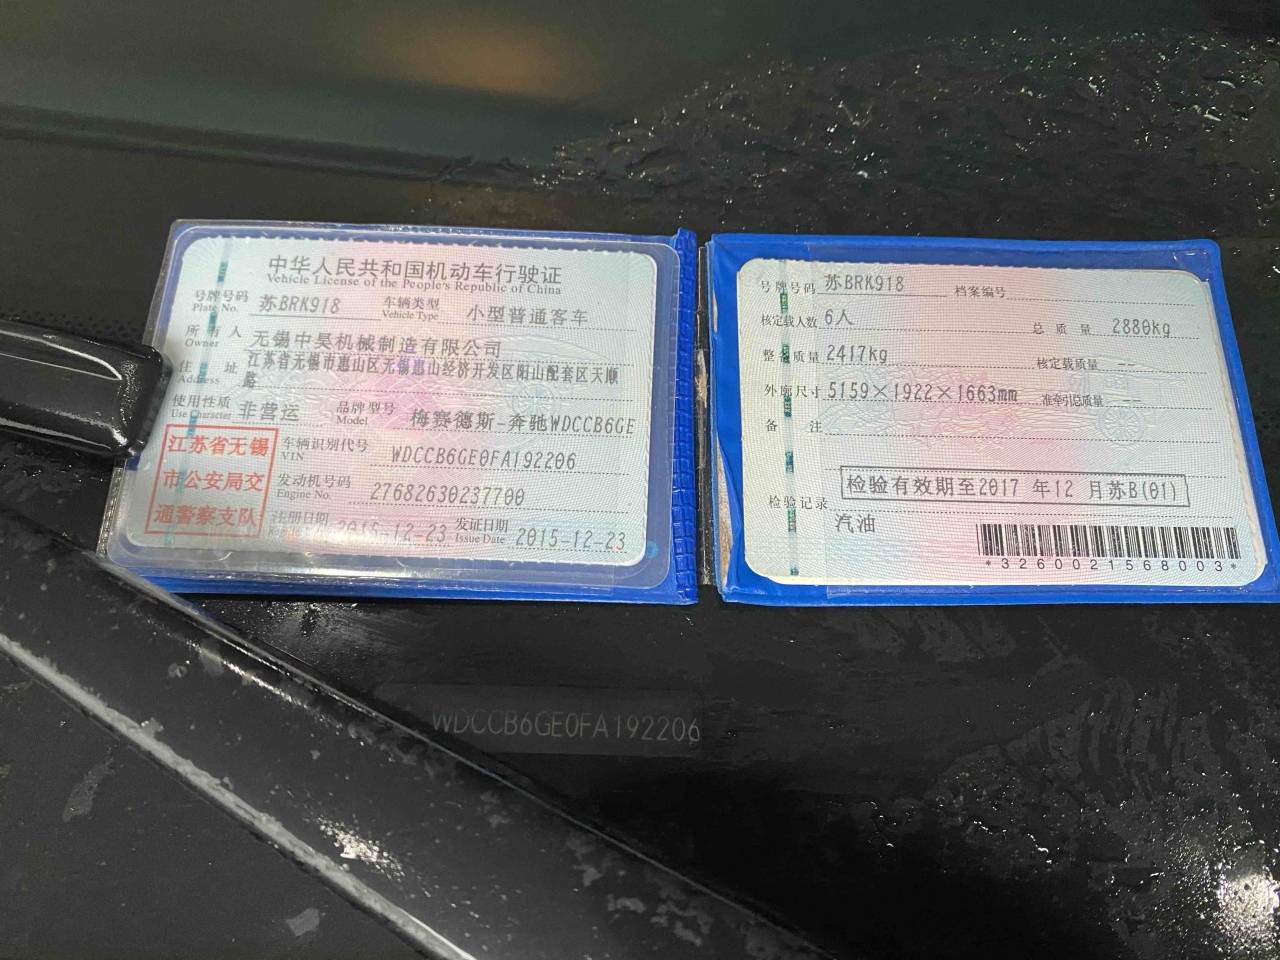 中华人民共和国机动车行驶证
Vehicle License of the People's Republic of China
号牌号码 苏BRK918 车辆类型 小型普通客车
Plate No. Vehicle Type
所有人 无锡中昊机械制造有限公司
Owner
住址 江苏省无锡市惠山区无锡惠山经济开发区阳山配套区天顺
Address 路
使用性质 非营运 品牌型号 梅赛德斯-奔驰WDCCB6GE
Use Character Model
江苏省无锡
市公安局交
通警察支队
车辆识别代号 WDCCB6GE0FA192206
VIN
发动机号码 27682630237700
Engine No.
注册日期 2015-12-23 发证日期 2015-12-23
Issue Date
号牌号码 苏BRK918 档案编号
核定载人数 6人 总质量 2880kg
整备质量 2417kg 核定载质量 --
外廓尺寸 5159×1922×1663mm 准牵引总质量 --
备注
检验记录 检验有效期至2017 年12 月苏B(01)
汽油
*3260021568003*
WDCCB6GE0FA192206